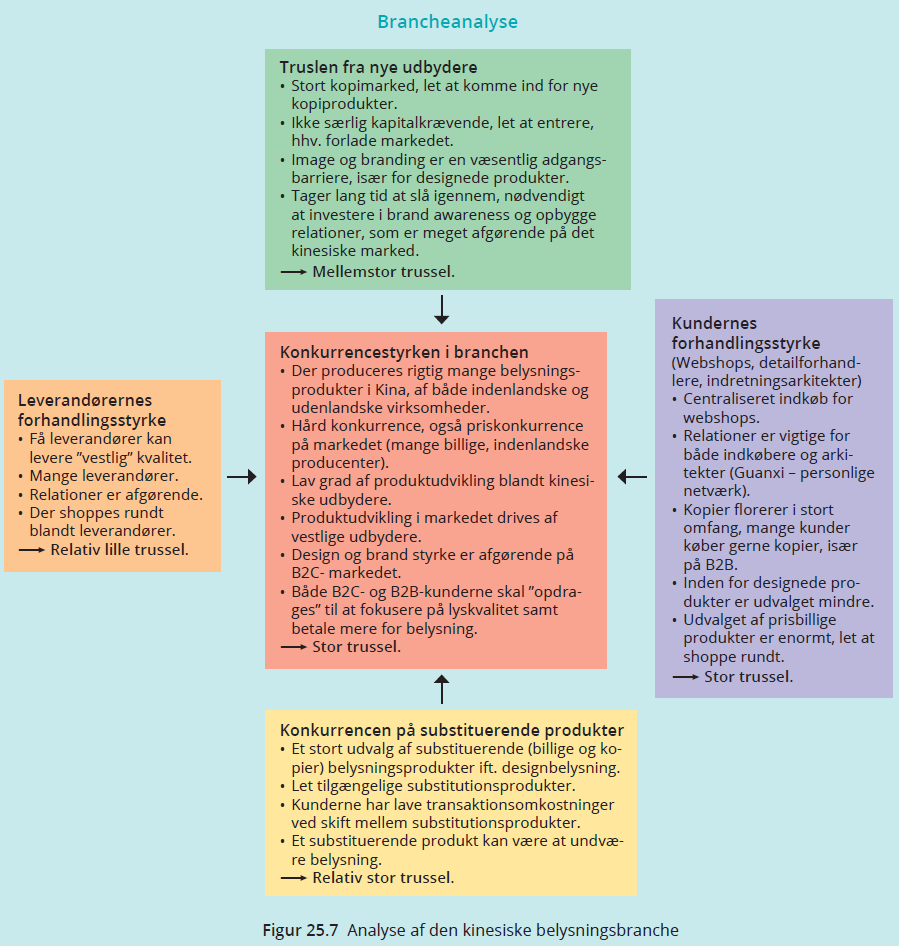 Brancheanalyse
Truslen fra nye udbydere
• Stort kopimarked, let at komme ind for nye
kopiprodukter.
• Ikke særlig kapitalkrævende, let at entrere,
hhv. forlade markedet.
• Image og branding er en væsentlig adgangs-
barriere, især for designede produkter.
• Tager lang tid at slå igennem, nødvendigt
at investere i brand awareness og opbygge
relationer, som er meget afgørende på det
kinesiske marked.
→ Mellemstor trussel.
Leverandørernes
forhandlingsstyrke
• Få leverandører kan
levere ”vestlig” kvalitet.
• Mange leverandører.
• Relationer er afgørende.
• Der shoppes rundt
blandt leverandører.
→ Relativ lille trussel.
Konkurrencestyrken i branchen
• Der produceres rigtig mange belysnings-
produkter i Kina, af både indenlandske og
udenlandske virksomheder.
• Hård konkurrence, også priskonkurrence
på markedet (mange billige, indenlandske
producenter).
• Lav grad af produktudvikling blandt kinesi-
ske udbydere.
• Produktudvikling i markedet drives af
vestlige udbydere.
• Design og brand styrke er afgørende på
B2C- markedet.
• Både B2C- og B2B-kunderne skal ”opdra-
ges” til at fokusere på lyskvalitet samt
betale mere for belysning.
→ Stor trussel.
Kundernes
forhandlingsstyrke
(Webshops, detailforhand-
lere, indretningsarkitekter)
• Centraliseret indkøb for
webshops.
• Relationer er vigtige for
både indkøbere og arki-
tekter (Guanxi – personlige
netværk).
• Kopier florerer i stort
omfang, mange kunder
køber gerne kopier, især
på B2B.
• Inden for designede pro-
dukter er udvalget mindre.
• Udvalget af prisbillige
produkter er enormt, let at
shoppe rundt.
→ Stor trussel.
Konkurrencen på substituerende produkter
• Et stort udvalg af substituerende (billige og ko-
pier) belysningsprodukter ift. designbelysning.
• Let tilgængelige substitutionsprodukter.
• Kunderne har lave transaktionsomkostninger
ved skift mellem substitutionsprodukter.
• Et substituerende produkt kan være at undvæ-
re belysning.
→ Relativ stor trussel.
Figur 25.7 Analyse af den kinesiske belysningsbranche